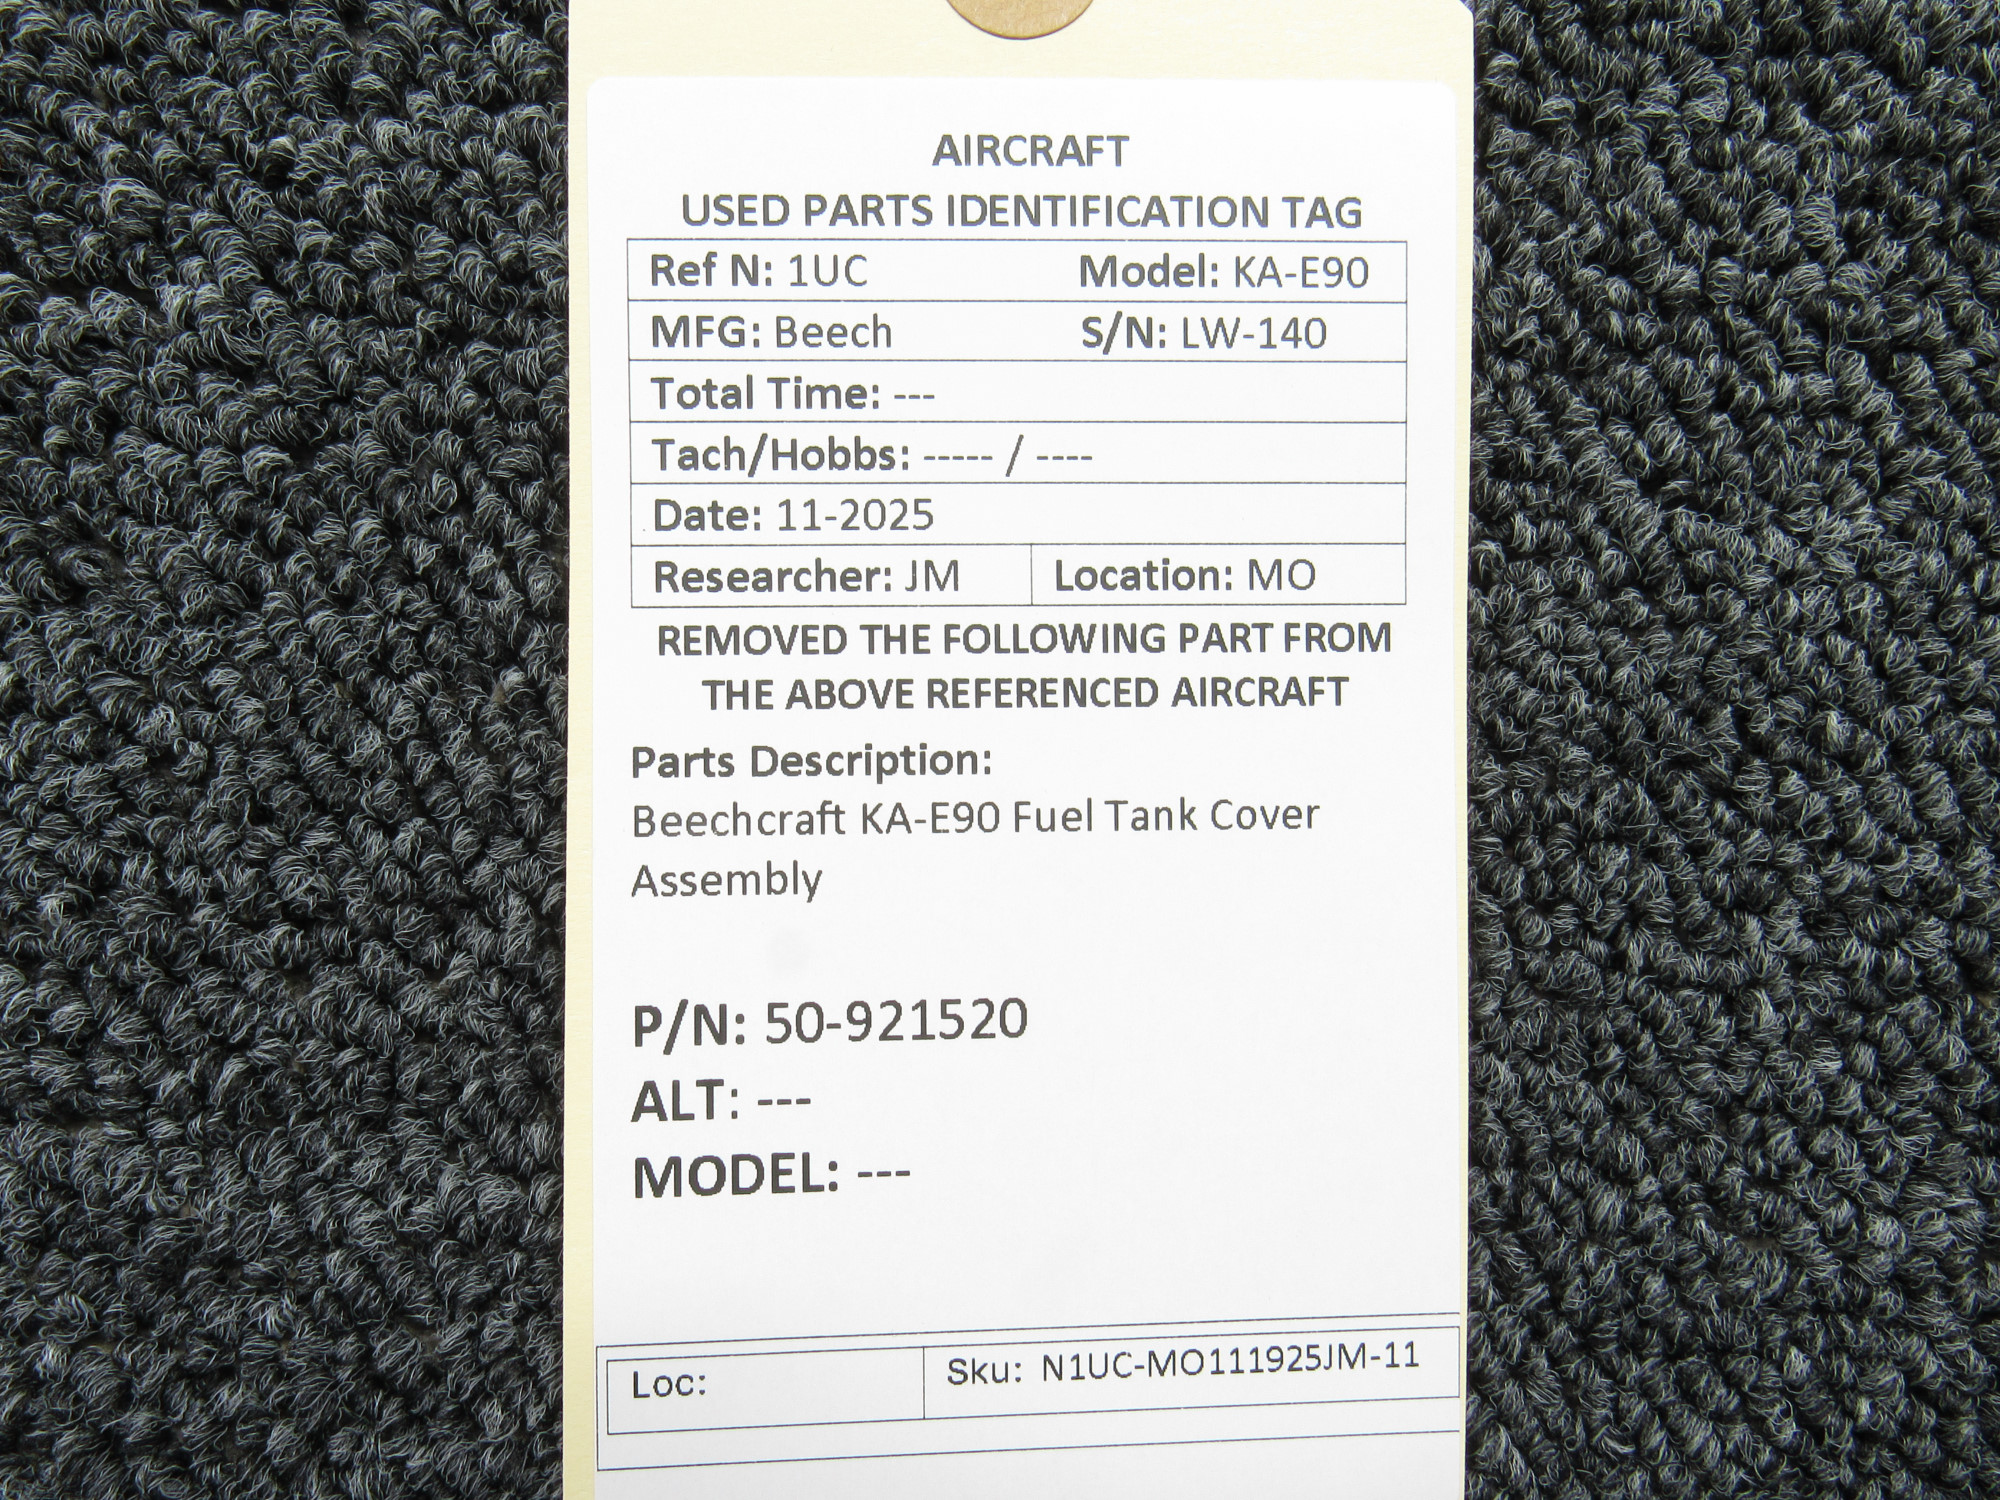 AIRCRAFT
USED PARTS IDENTIFICATION TAG
Ref N: 1UC Model: KA-E90
MFG: Beech S/N: LW-140
Total Time: ---
Tach/Hobbs: ----- / ----
Date: 11-2025
Researcher: JM Location: MO
REMOVED THE FOLLOWING PART FROM
THE ABOVE REFERENCED AIRCRAFT
Parts Description:
Beechcraft KA-E90 Fuel Tank Cover
Assembly
P/N: 50-921520
ALT: ---
MODEL: ---
Loc: Sku: N1UC-MO111925JM-11